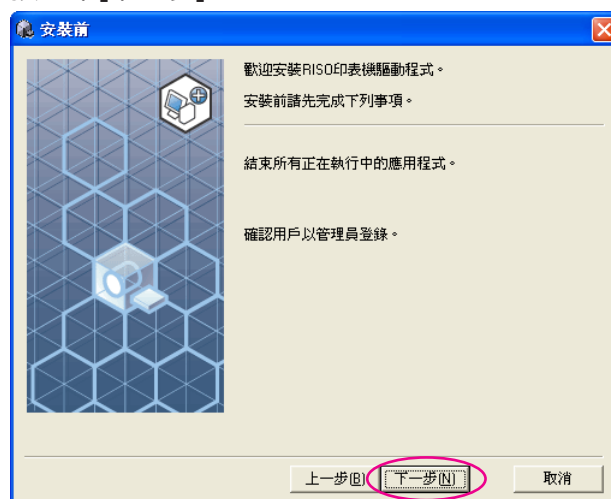 安裝前
歡迎安裝RISO印表機驅動程式。
安裝前請先完成下列事項。
結束所有正在執行中的應用程式。
確認用戶以管理員登錄。
上一步(B) 下一步(N) 取消